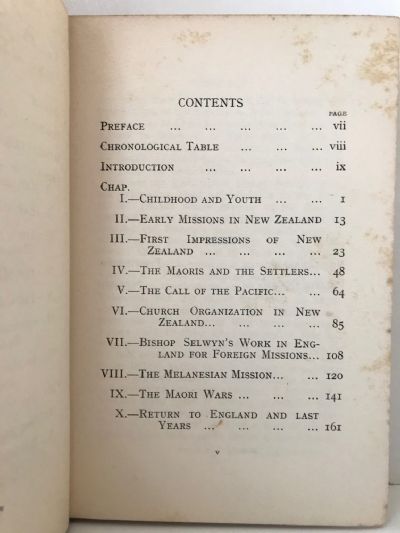 CONTENTS
PAGE
PREFACE ... ... ... ... ... vii
CHRONOLOGICAL TABLE ... ... ... viii
INTRODUCTION ... ... ... ... ix
CHAP.
I.—CHILDHOOD AND YOUTH ... ... 1
II.—EARLY MISSIONS IN NEW ZEALAND 13
III.—FIRST IMPRESSIONS OF NEW
ZEALAND ... ... ... ... 23
IV.—THE MAORIS AND THE SETTLERS... 48
V.—THE CALL OF THE PACIFIC... ... 64
VI.—CHURCH ORGANIZATION IN NEW
ZEALAND... ... ... ... 85
VII.—BISHOP SELWYN'S WORK IN ENG-
LAND FOR FOREIGN MISSIONS... 108
VIII.—THE MELANESIAN MISSION... ... 120
IX.—THE MAORI WARS ... ... ... 141
X.—RETURN TO ENGLAND AND LAST
YEARS ... ... ... ... 161
v